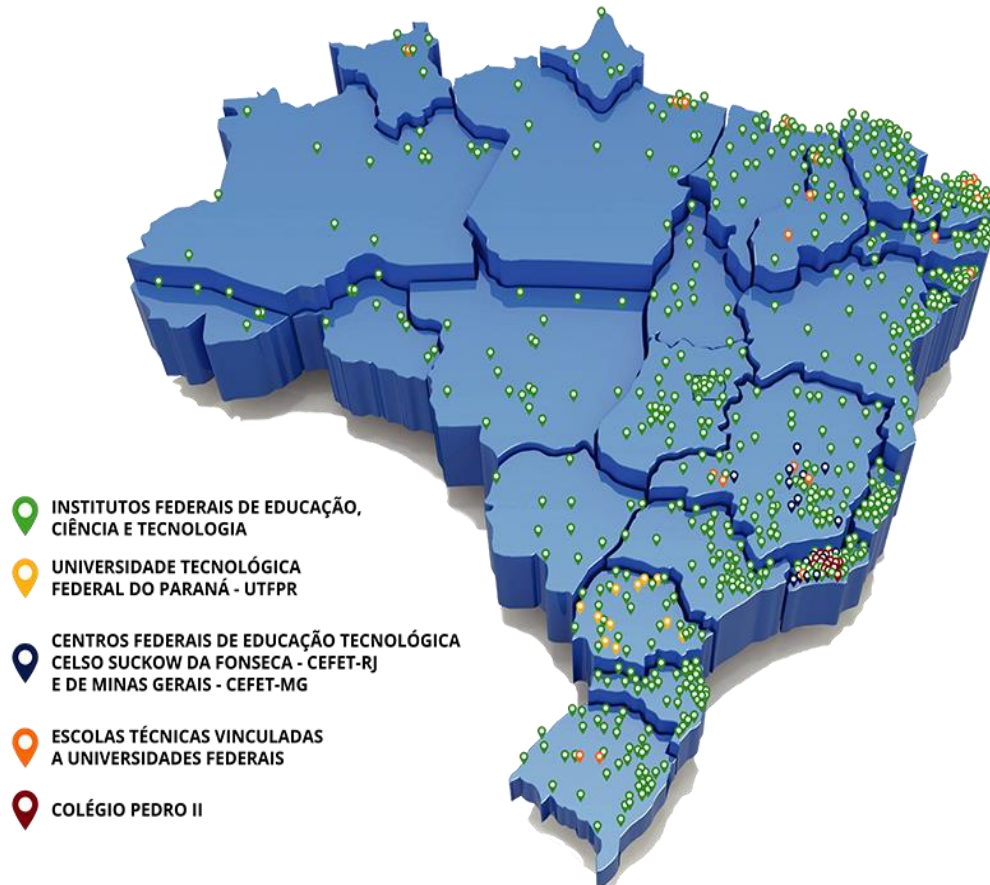 INSTITUTOS FEDERAIS DE EDUCAÇÃO,
CIÊNCIA E TECNOLOGIA
UNIVERSIDADE TECNOLÓGICA
FEDERAL DO PARANÁ - UTFPR
CENTROS FEDERAIS DE EDUCAÇÃO TECNOLÓGICA
CELSO SUCKOW DA FONSECA - CEFET-RJ
E DE MINAS GERAIS - CEFET-MG
ESCOLAS TÉCNICAS VINCULADAS
A UNIVERSIDADES FEDERAIS
COLÉGIO PEDRO II